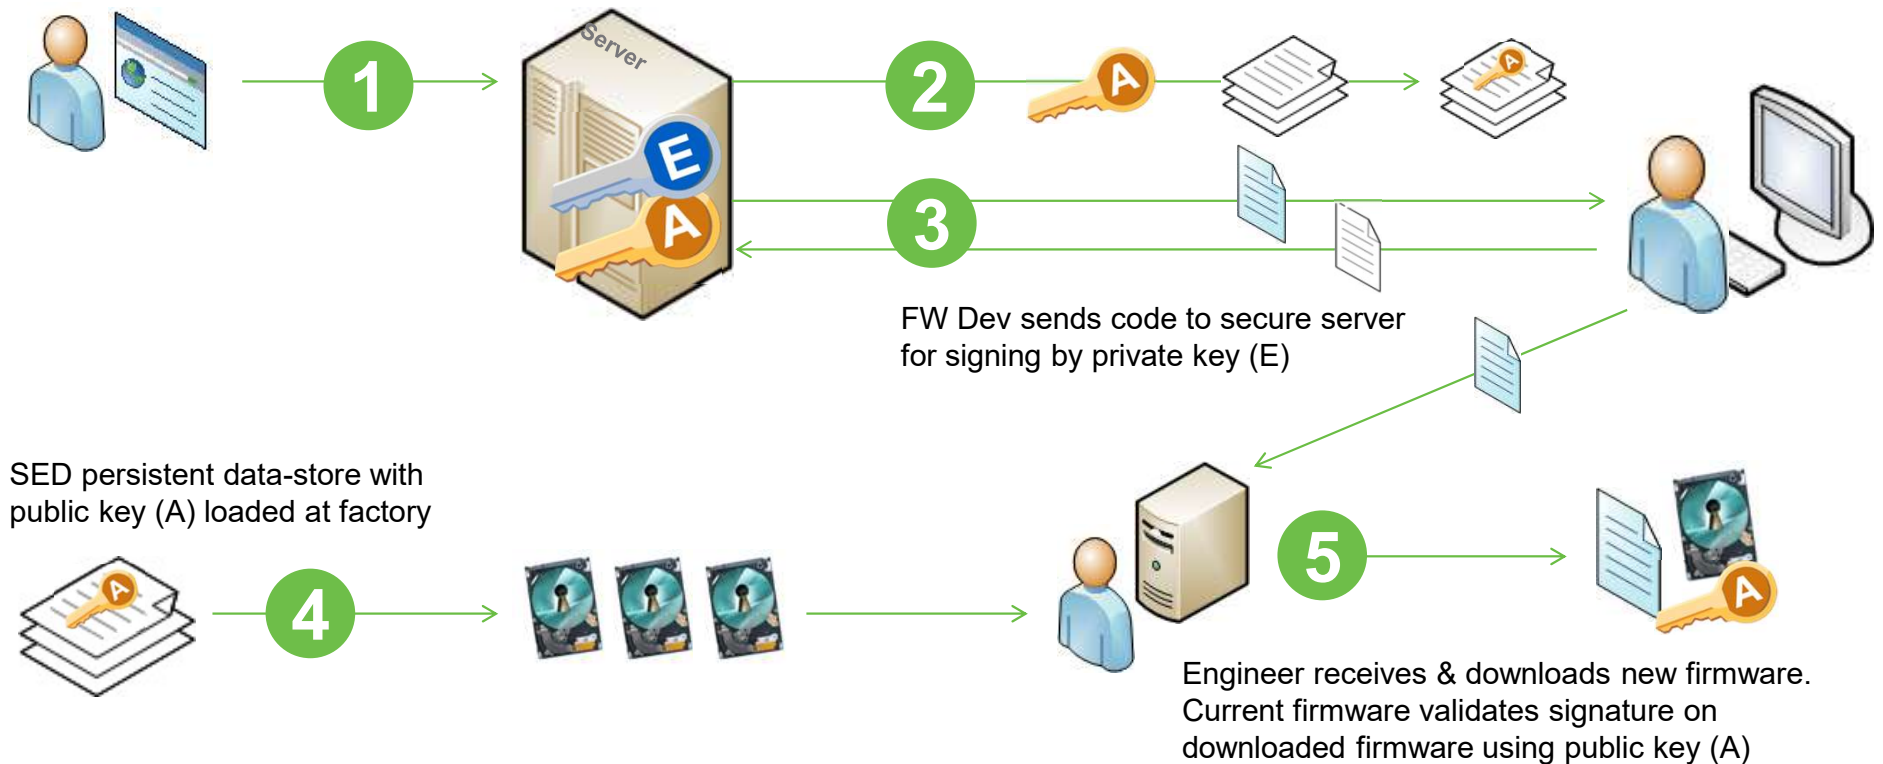 Server
1
2
A
A
E
A
3
FW Dev sends code to secure server
for signing by private key (E)
SED persistent data-store with
public key (A) loaded at factory
A
4
5
A
Engineer receives & downloads new firmware.
Current firmware validates signature on
downloaded firmware using public key (A)